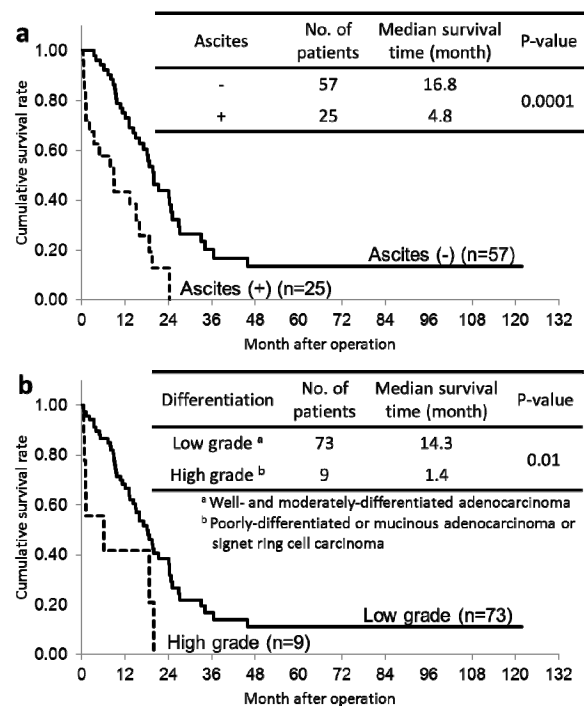 a
Ascites No. of patients Median survival time (month) P-value
- 57 16.8 0.0001
+ 25 4.8
Cumulative survival rate
1.00
0.80
0.60
0.40
0.20
0.00
Ascites (-) (n=57)
Ascites (+) (n=25)
0 12 24 36 48 60 72 84 96 108 120 132
Month after operation
b
Differentiation No. of patients Median survival time (month) P-value
Low grade a 73 14.3 0.01
High grade b 9 1.4
a Well- and moderately-differentiated adenocarcinoma
b Poorly-differentiated or mucinous adenocarcinoma or
signet ring cell carcinoma
Cumulative survival rate
1.00
0.80
0.60
0.40
0.20
0.00
Low grade (n=73)
High grade (n=9)
0 12 24 36 48 60 72 84 96 108 120 132
Month after operation